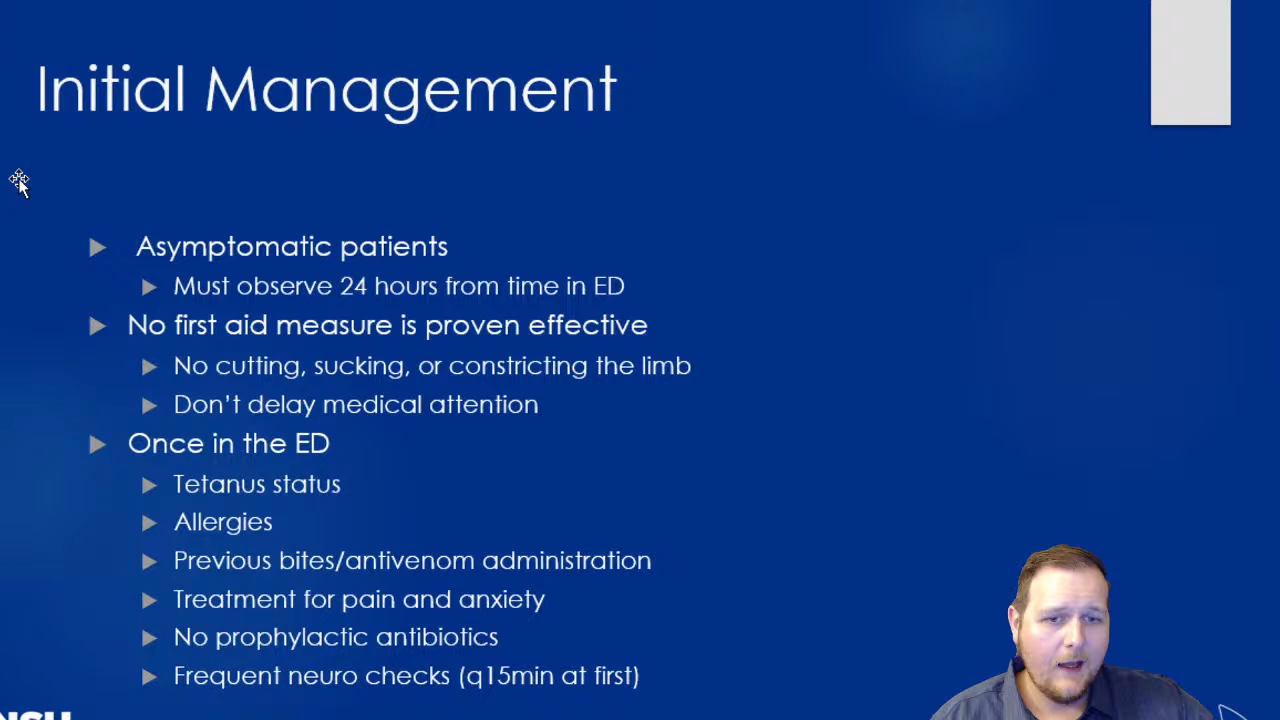 Initial Management
Asymptomatic patients
Must observe 24 hours from time in ED
No first aid measure is proven effective
No cutting, sucking, or constricting the limb
Don't delay medical attention
Once in the ED
Tetanus status
Allergies
Previous bites/antivenom administration
Treatment for pain and anxiety
No prophylactic antibiotics
Frequent neuro checks (q15min at first)